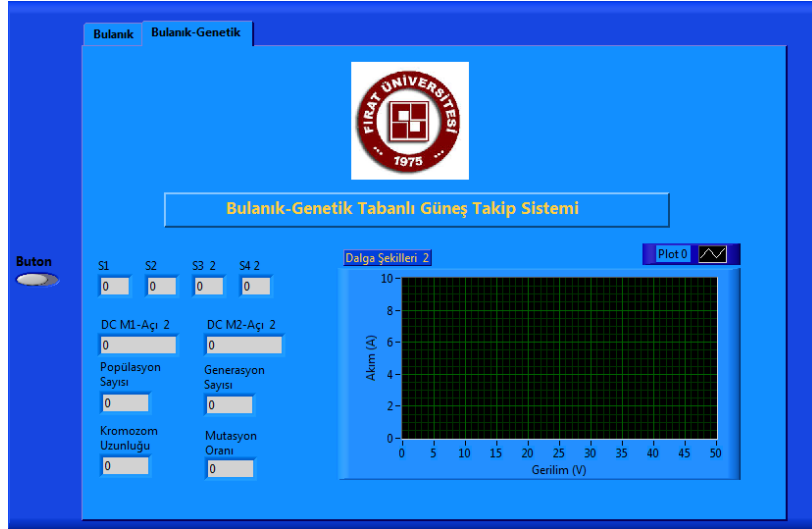 Bulanık
Bulanık-Genetik
FIRAT ÜNİVERSİTESİ
1975
Bulanık-Genetik Tabanlı Güneş Takip Sistemi
Buton
S1
S2
S3 2
S4 2
0
0
0
0
DC M1-Açı 2
DC M2-Açı 2
0
0
Popülasyon
Sayısı
Generasyon
Sayısı
0
0
Kromozom
Uzunluğu
Mutasyon
Oranı
0
0
Dalga Şekilleri 2
Plot 0
Akım (A)
10
8
6
4
2
0
0 5 10 15 20 25 30 35 40 45 50
Gerilim (V)